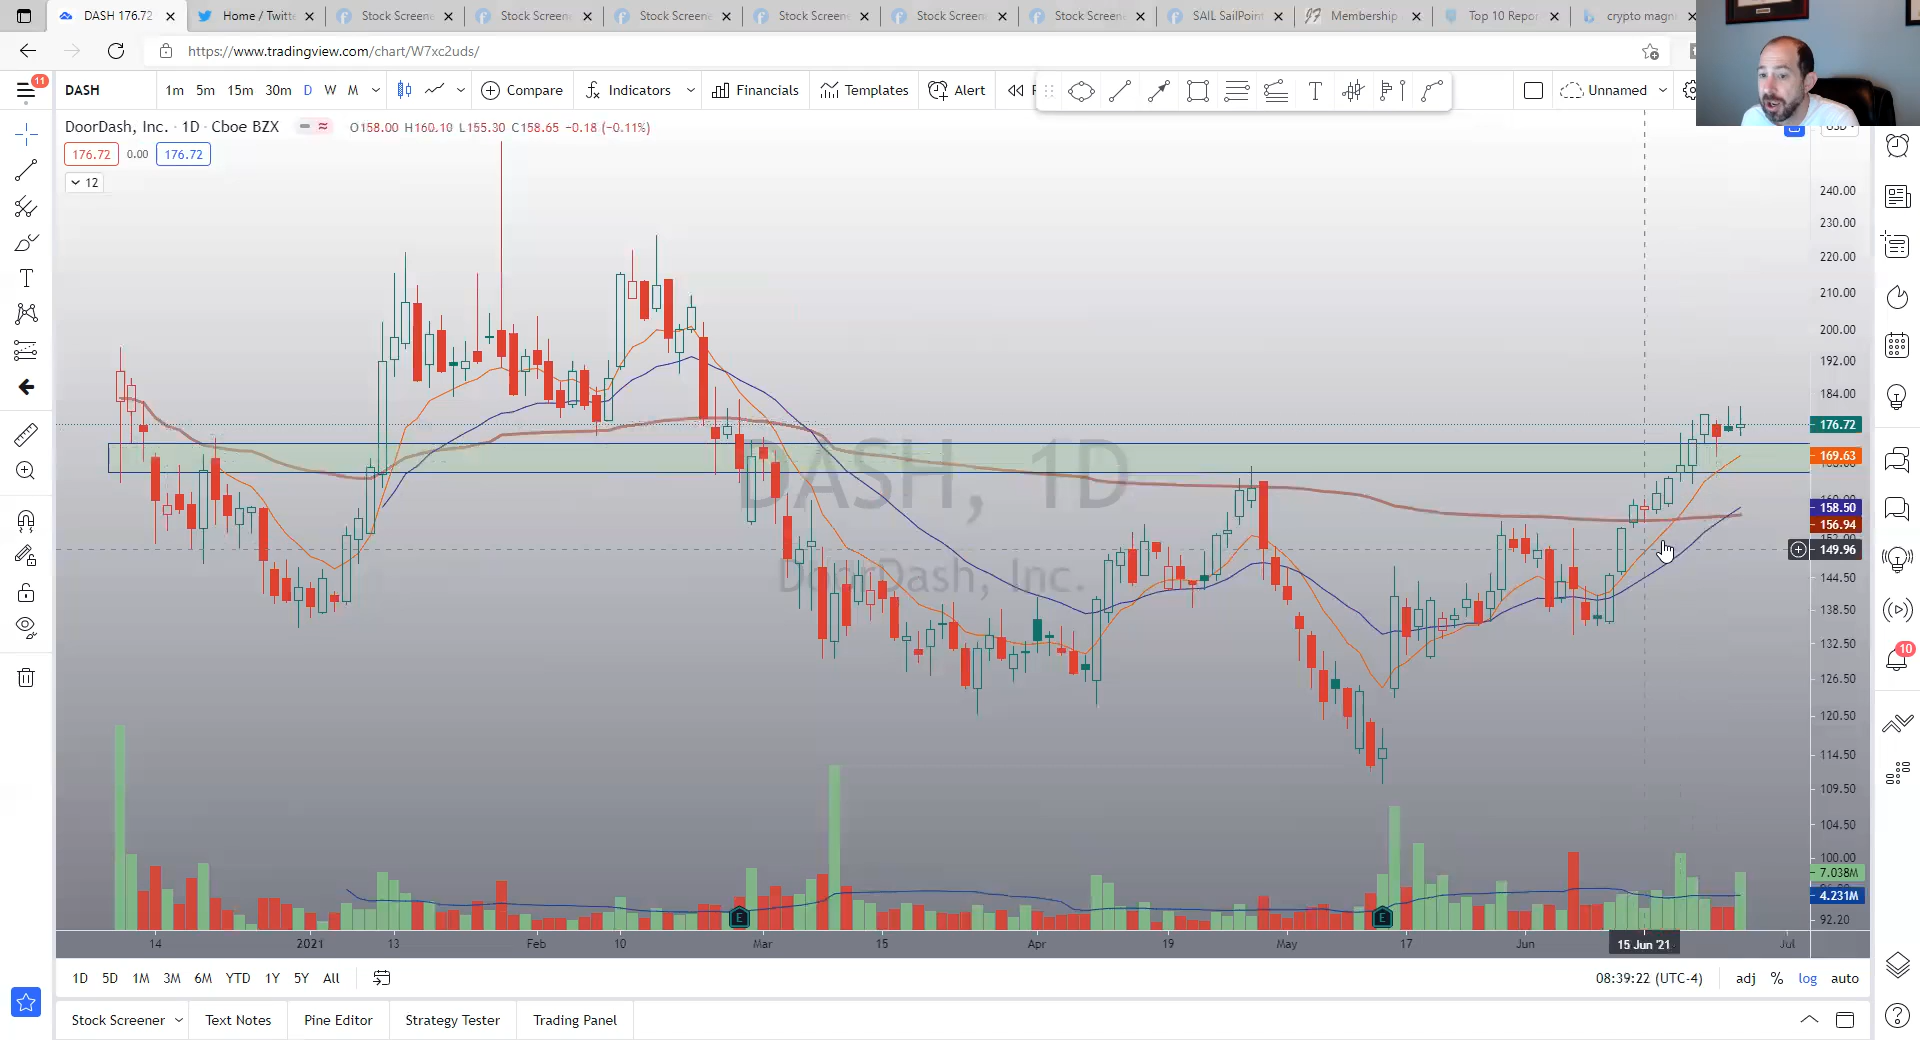 DASH 176.72
Home / Twitte
Stock Screene
Stock Screen
Stock Screene
Stock Screene
Stock Screen
Stock Screene
SAIL SailPoint
Membership
Top 10 Repor
crypto magn
https://www.tradingview.com/chart/W7xc2uds/
11
DASH
1m 5m 15m 30m D W M
Compare
Indicators
Financials
Templates
Alert
Unnamed
DoorDash, Inc. · 1D · Cboe BZX
O158.00 H160.10 L155.30 C158.65 −0.18 (−0.11%)
176.72 0.00 176.72
12
240.00
230.00
220.00
210.00
200.00
192.00
184.00
176.72
169.63
158.50
156.94
149.96
144.50
138.50
132.50
126.50
120.50
114.50
109.50
104.50
100.00
7.038M
4.231M
92.20
DASH, 1D
DoorDash, Inc.
10
E E
14 2021 13 Feb 10 Mar 15 Apr 19 May 17 Jun 15 Jun '21 Jul
1D 5D 1M 3M 6M YTD 1Y 5Y All
08:39:22 (UTC-4) adj % log auto
Stock Screener Text Notes Pine Editor Strategy Tester Trading Panel